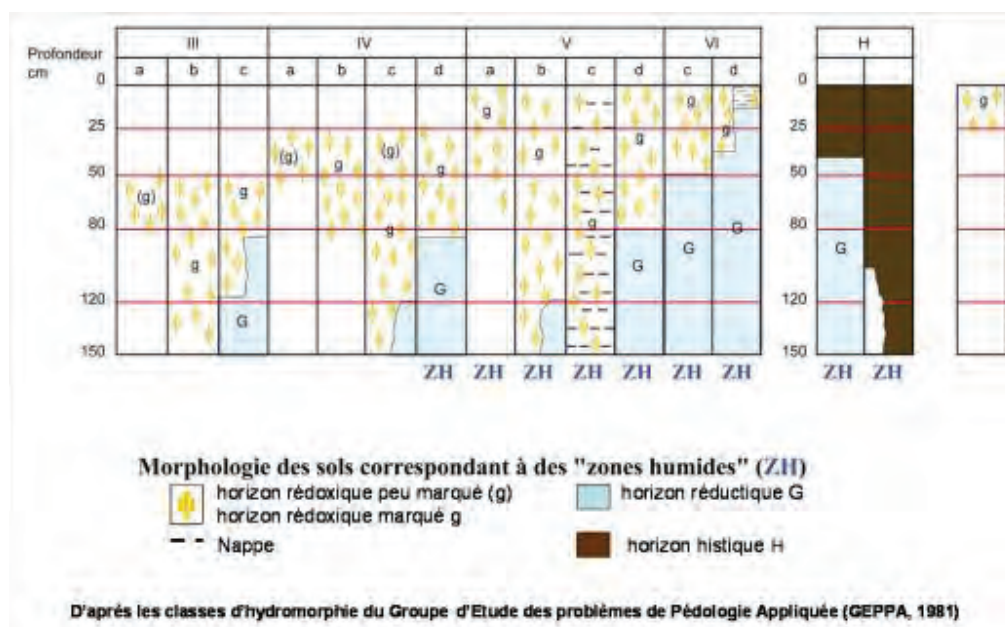 III IV V VI H
Profondeur
cm
a b c a b c d a b c d c d
0 0
g g g g
25 25
(g) g (g) g g g
50 50
(g) g g
80 80
g g g G G G G
120 120
G G
150 150
ZH ZH ZH ZH ZH ZH ZH ZH ZH
Morphologie des sols correspondant à des "zones humides" (ZH)
horizon rédoxique peu marqué (g) horizon réductique G
horizon rédoxique marqué g
Nappe horizon histique H
D'après les classes d'hydromorphie du Groupe d'Etude des problèmes de Pédologie Appliquée (GEPPA, 1981)